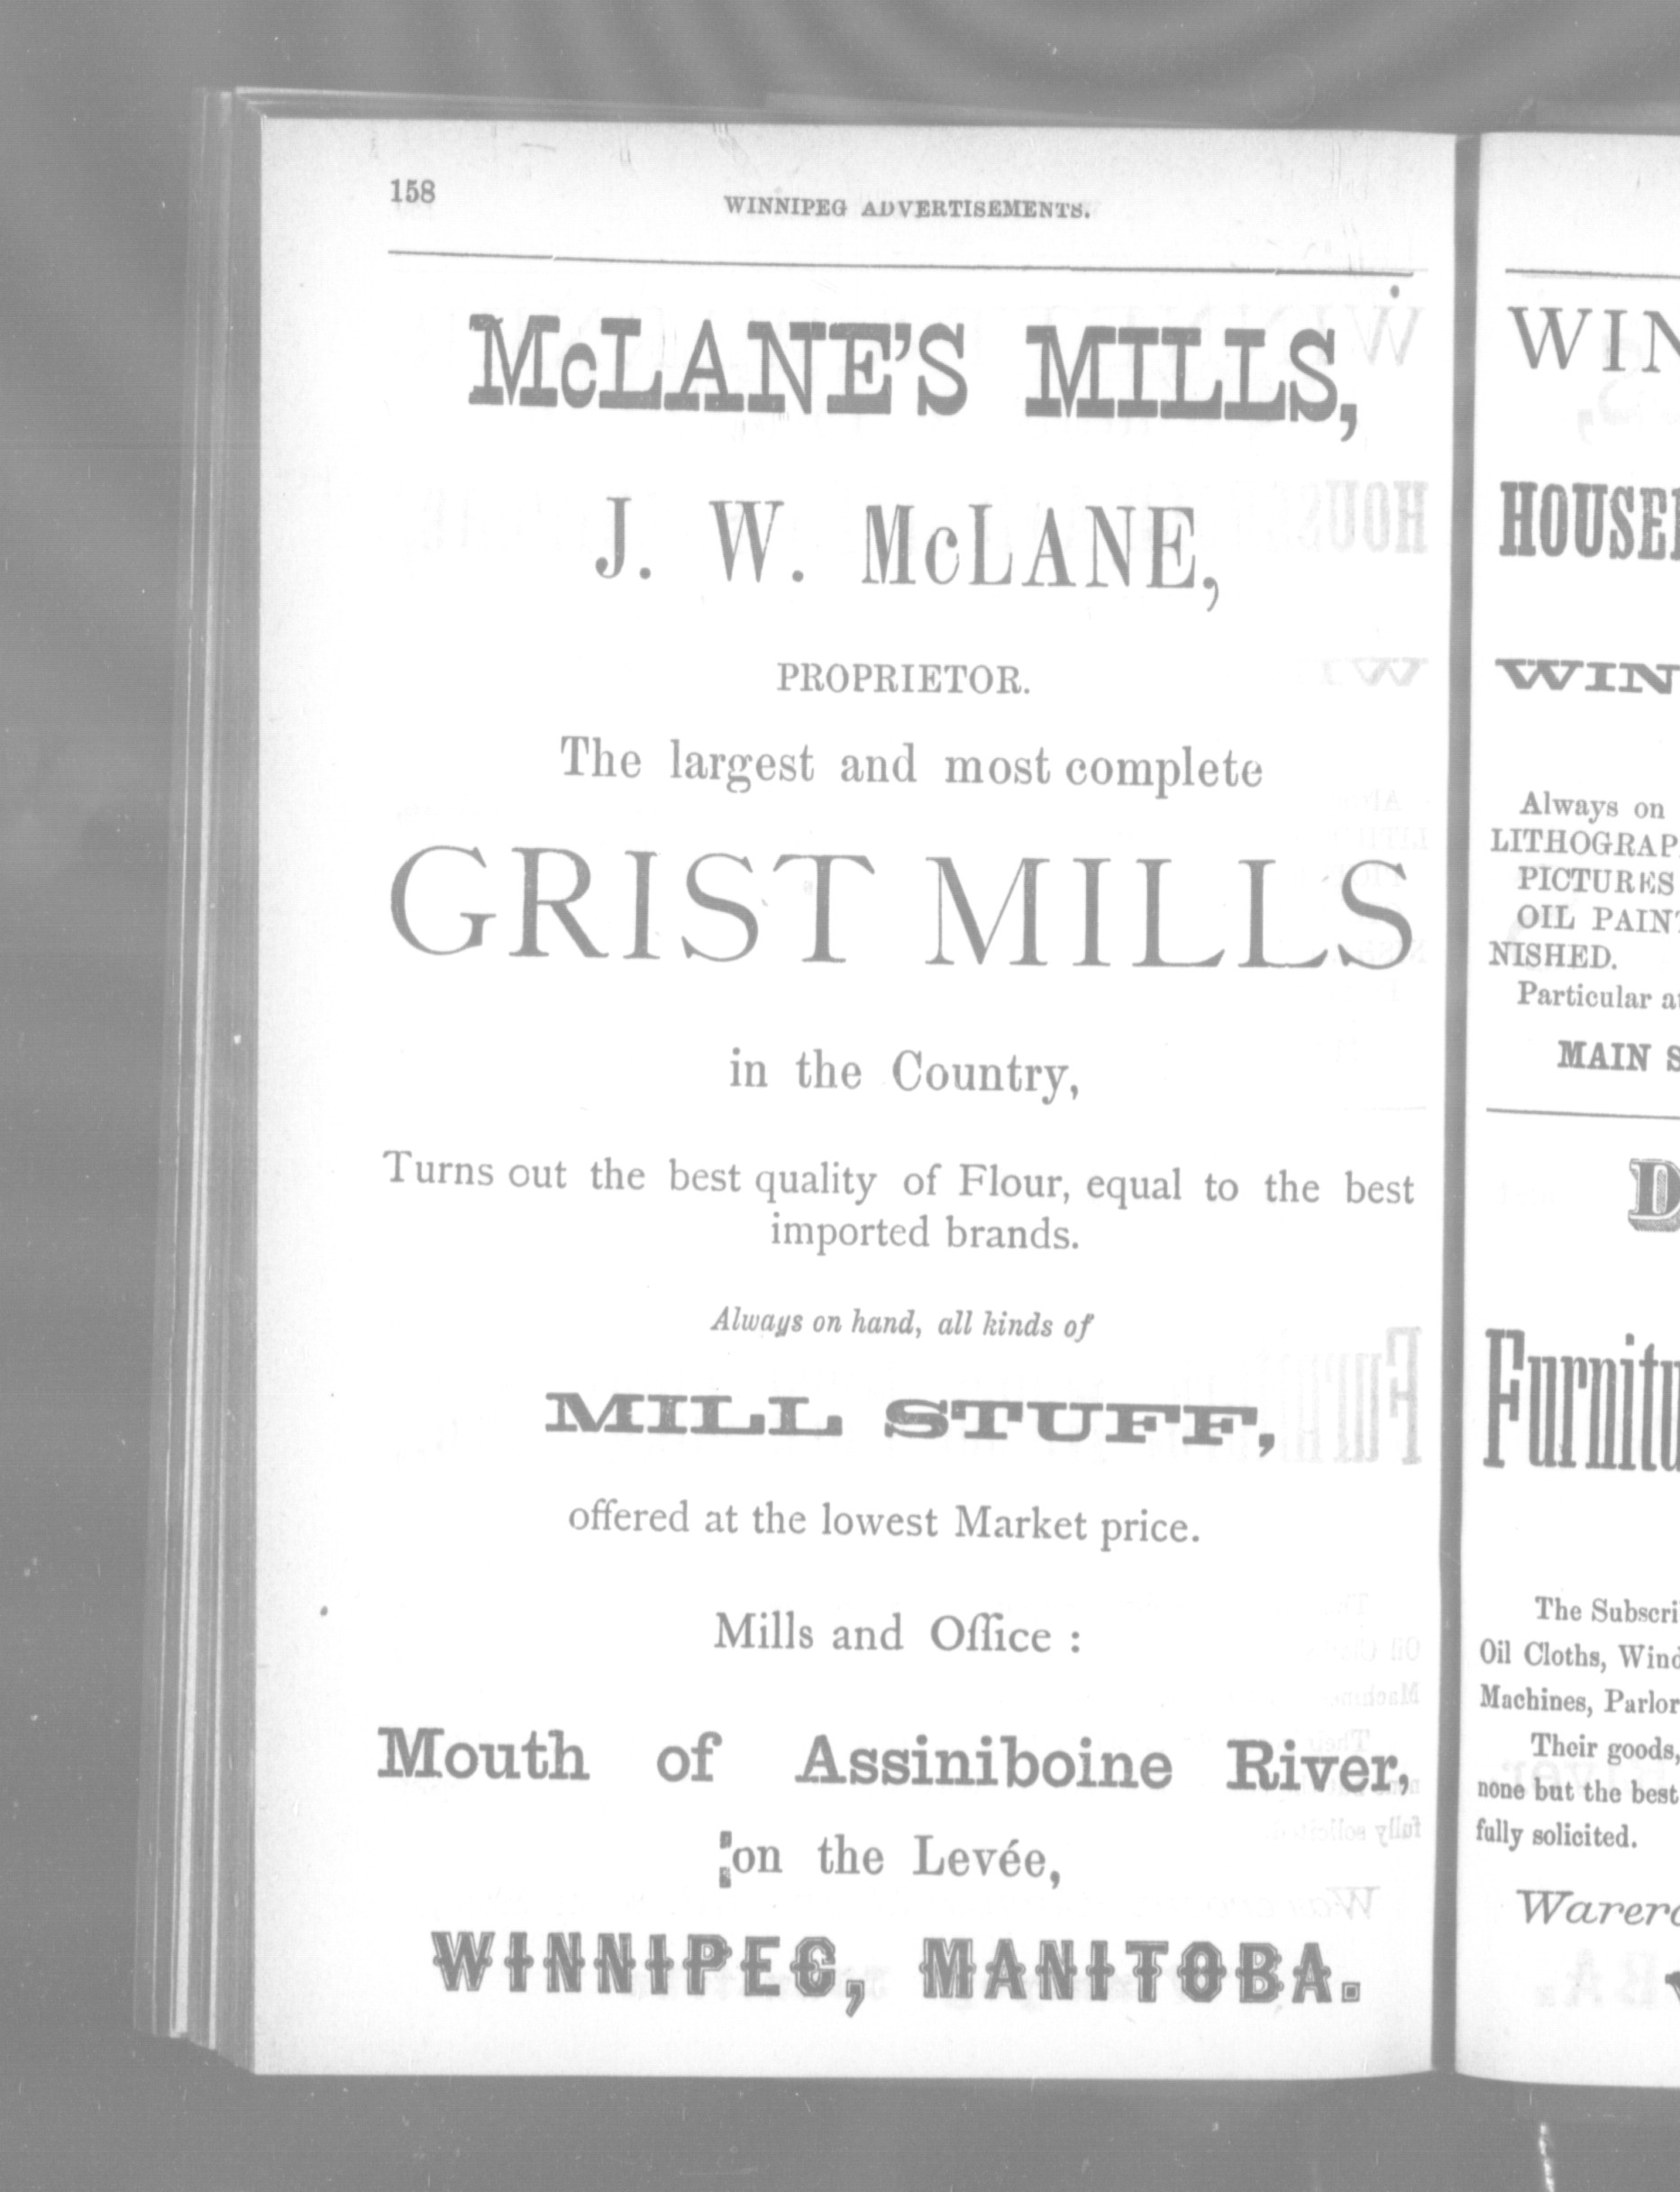 158
WINNIPEG ADVERTISEMENTS.
McLANE'S MILLS,
J. W. McLANE,
PROPRIETOR.
The largest and most complete
GRIST MILLS
in the Country,
Turns out the best quality of Flour, equal to the best
imported brands.
Always on hand, all kinds of
MILL STUFF,
offered at the lowest Market price.
Mills and Office :
Mouth of Assiniboine River,
on the Levée,
WINNIPEG, MANITOBA.
WIN
HOUSE
WIN
Always on
LITHOGRAP
PICTURES
OIL PAIN
NISHED.
Particular
MAIN S
D
Furnitu
The Subscri
Oil Cloths, Wind
Machines, Parlor
Their goods,
none but the best
fully solicited.
Warero